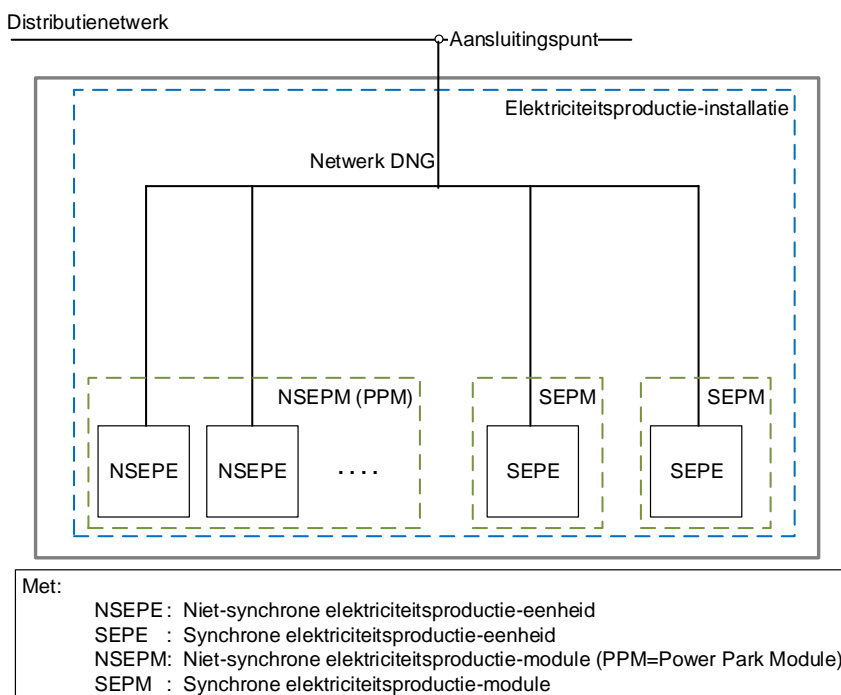 Distributienetwerk
Aansluitingspunt
Elektriciteitsproductie-installatie
Netwerk DNG
NSEPM (PPM)
SEPM
SEPM
NSEPE
NSEPE
....
SEPE
SEPE
Met:
NSEPE: Niet-synchrone elektriciteitsproductie-eenheid
SEPE : Synchrone elektriciteitsproductie-eenheid
NSEPM: Niet-synchrone elektriciteitsproductie-module (PPM=Power Park Module)
SEPM : Synchrone elektriciteitsproductie-module